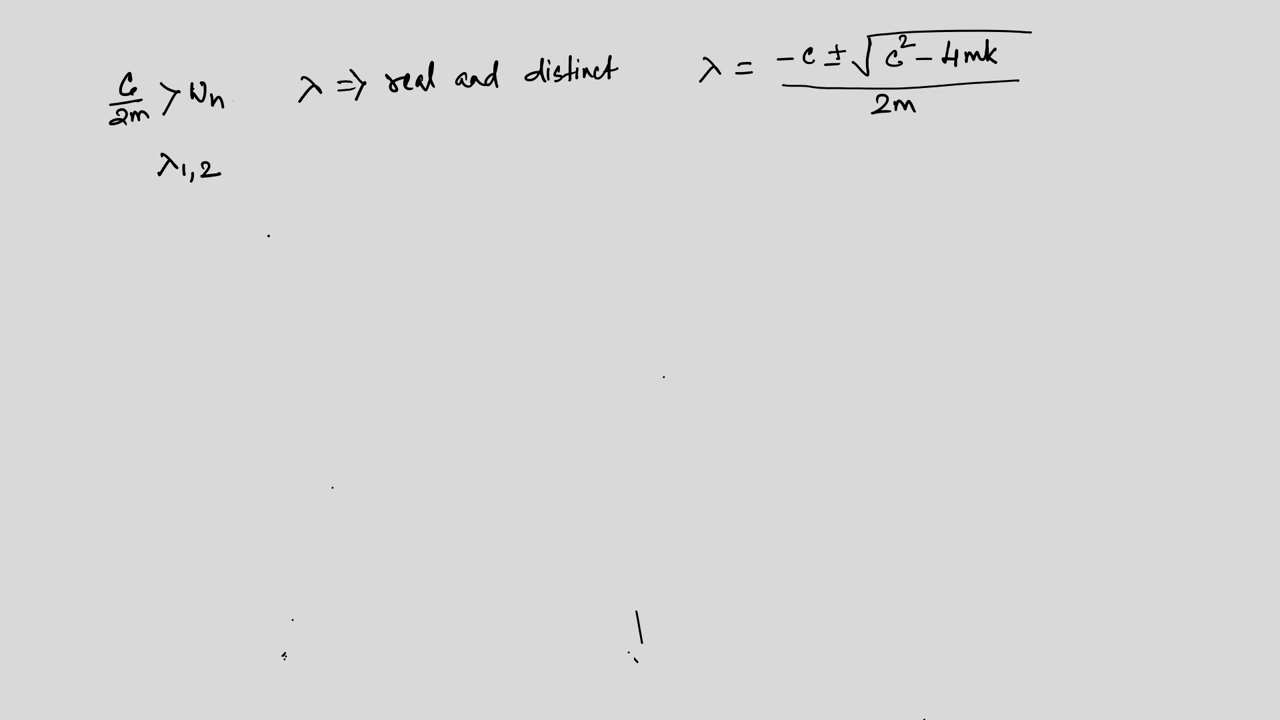 c/2m > ωn   λ ⇒ real and distinct   λ = (-c ± √(c² - 4mk))/2m
λ1,2